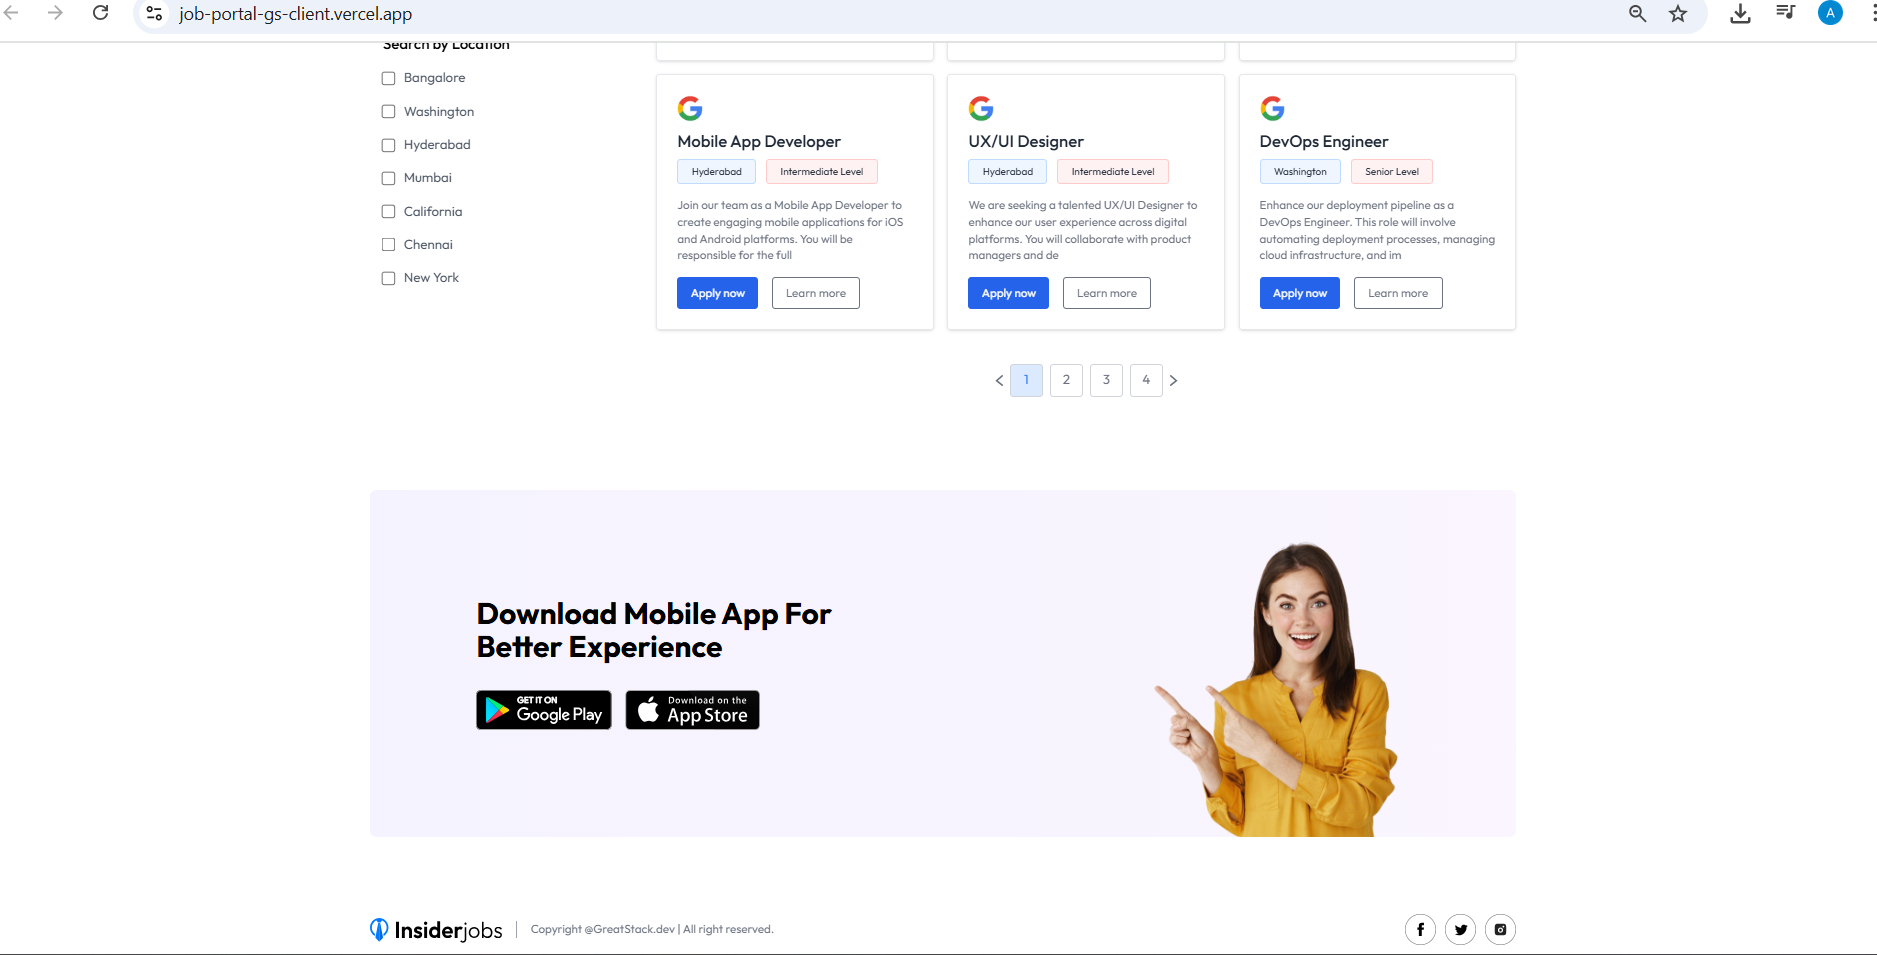 job-portal-gs-client.vercel.app
A
Search by Location
Bangalore
Washington
Hyderabad
Mumbai
California
Chennai
New York
Mobile App Developer
Hyderabad
Intermediate Level
Join our team as a Mobile App Developer to
create engaging mobile applications for iOS
and Android platforms. You will be
responsible for the full
Apply now
Learn more
UX/UI Designer
Hyderabad
Intermediate Level
We are seeking a talented UX/UI Designer to
enhance our user experience across digital
platforms. You will collaborate with product
managers and de
Apply now
Learn more
DevOps Engineer
Washington
Senior Level
Enhance our deployment pipeline as a
DevOps Engineer. This role will involve
automating deployment processes, managing
cloud infrastructure, and im
Apply now
Learn more
1 2 3 4
Download Mobile App For
Better Experience
GET IT ON
Google Play
Download on the
App Store
Insiderjobs
Copyright @GreatStack.dev | All right reserved.